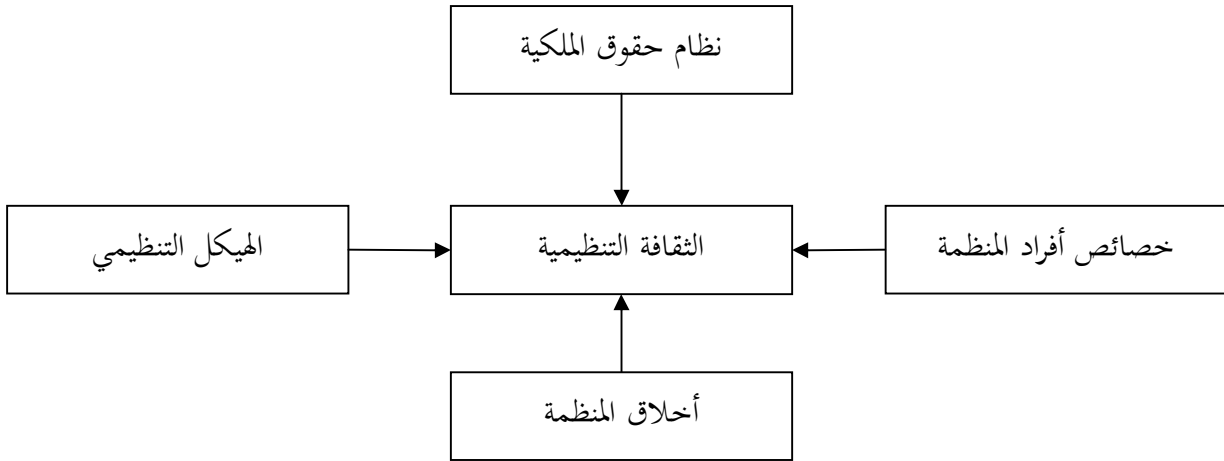 نظام حقوق الملكية
خصائص أفراد المنظمة
الثقافة التنظيمية
الهيكل التنظيمي
أخلاق المنظمة